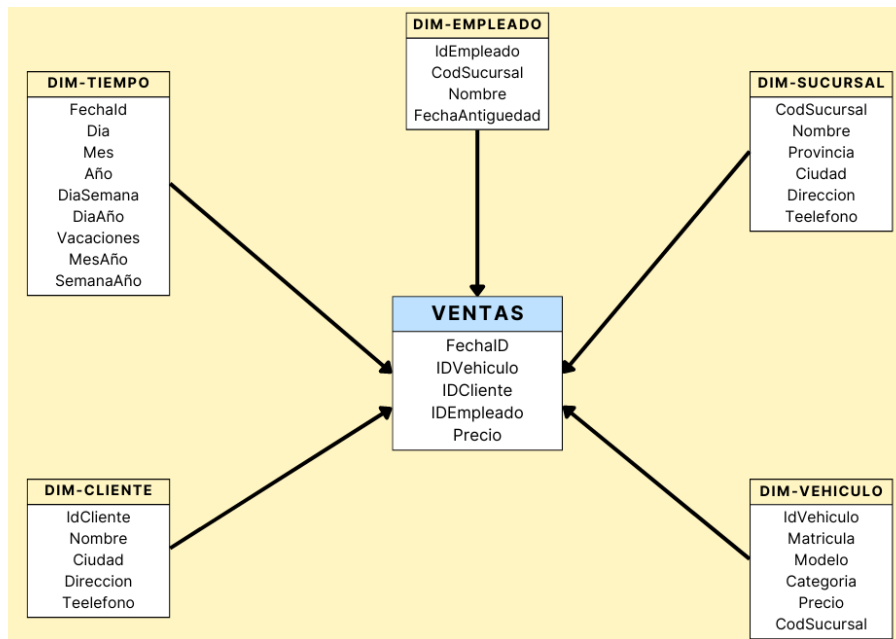 DIM-EMPLEADO
IdEmpleado
CodSucursal
Nombre
FechaAntiguedad
DIM-TIEMPO
FechaId
Dia
Mes
Año
DiaSemana
DiaAño
Vacaciones
MesAño
SemanaAño
DIM-SUCURSAL
CodSucursal
Nombre
Provincia
Ciudad
Direccion
Teelefono
VENTAS
FechaID
IDVehiculo
IDCliente
IDEmpleado
Precio
DIM-CLIENTE
IdCliente
Nombre
Ciudad
Direccion
Teelefono
DIM-VEHICULO
IdVehiculo
Matricula
Modelo
Categoria
Precio
CodSucursal